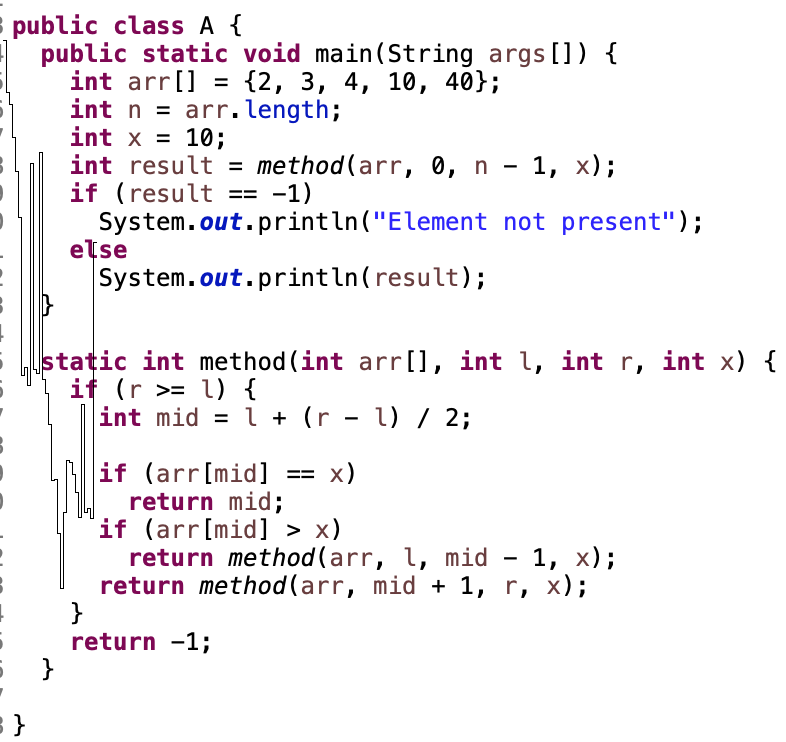 public class A {
  public static void main(String args[]) {
    int arr[] = {2, 3, 4, 10, 40};
    int n = arr.length;
    int x = 10;
    int result = method(arr, 0, n - 1, x);
    if (result == -1)
      System.out.println("Element not present");
    else
      System.out.println(result);
  }

  static int method(int arr[], int l, int r, int x) {
    if (r >= l) {
      int mid = l + (r - l) / 2;

      if (arr[mid] == x)
        return mid;
      if (arr[mid] > x)
        return method(arr, l, mid - 1, x);
      return method(arr, mid + 1, r, x);
    }
    return -1;
  }

}